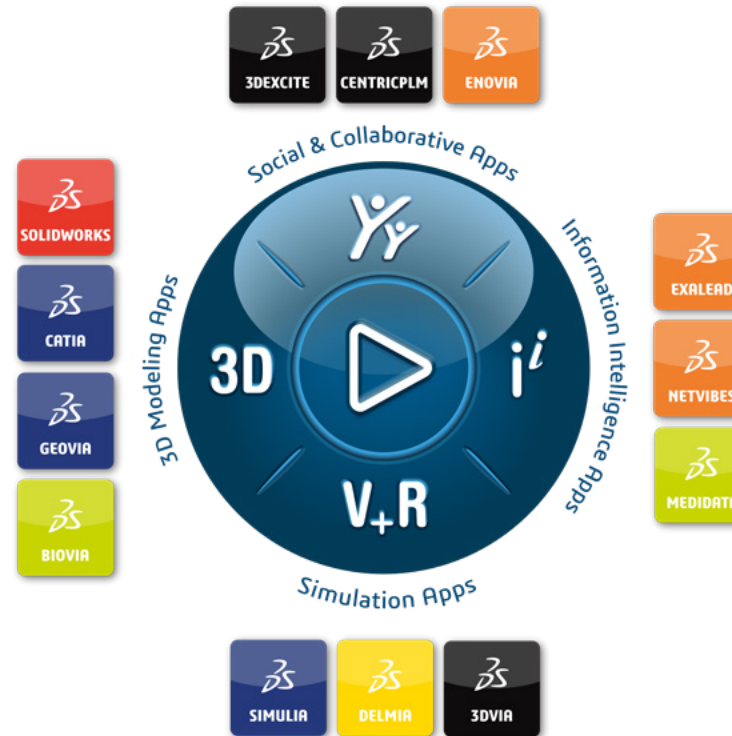 3DEXCITE
CENTRICPLM
ENOVIA
Social & Collaborative Apps
SOLIDWORKS
CATIA
GEOVIA
BIOVIA
3D Modeling Apps
3D
i i
V+R
Information Intelligence Apps
EXALEAD
NETVIBES
MEDIDATA
Simulation Apps
SIMULIA
DELMIA
3DVIA